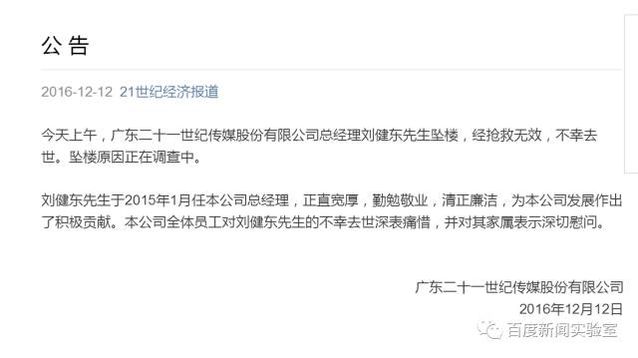 公 告
2016-12-12 21世纪经济报道
今天上午，广东二十一世纪传媒股份有限公司总经理刘健东先生坠楼，经抢救无效，不幸去
世。坠楼原因正在调查中。
刘健东先生于2015年1月任本公司总经理，正直宽厚，勤勉敬业，清正廉洁，为本公司发展作出
了积极贡献。本公司全体员工对刘健东先生的不幸去世深表痛惜，并对其家属表示深切慰问。
广东二十一世纪传媒股份有限公司
2016年12月12日
百度新闻实验室